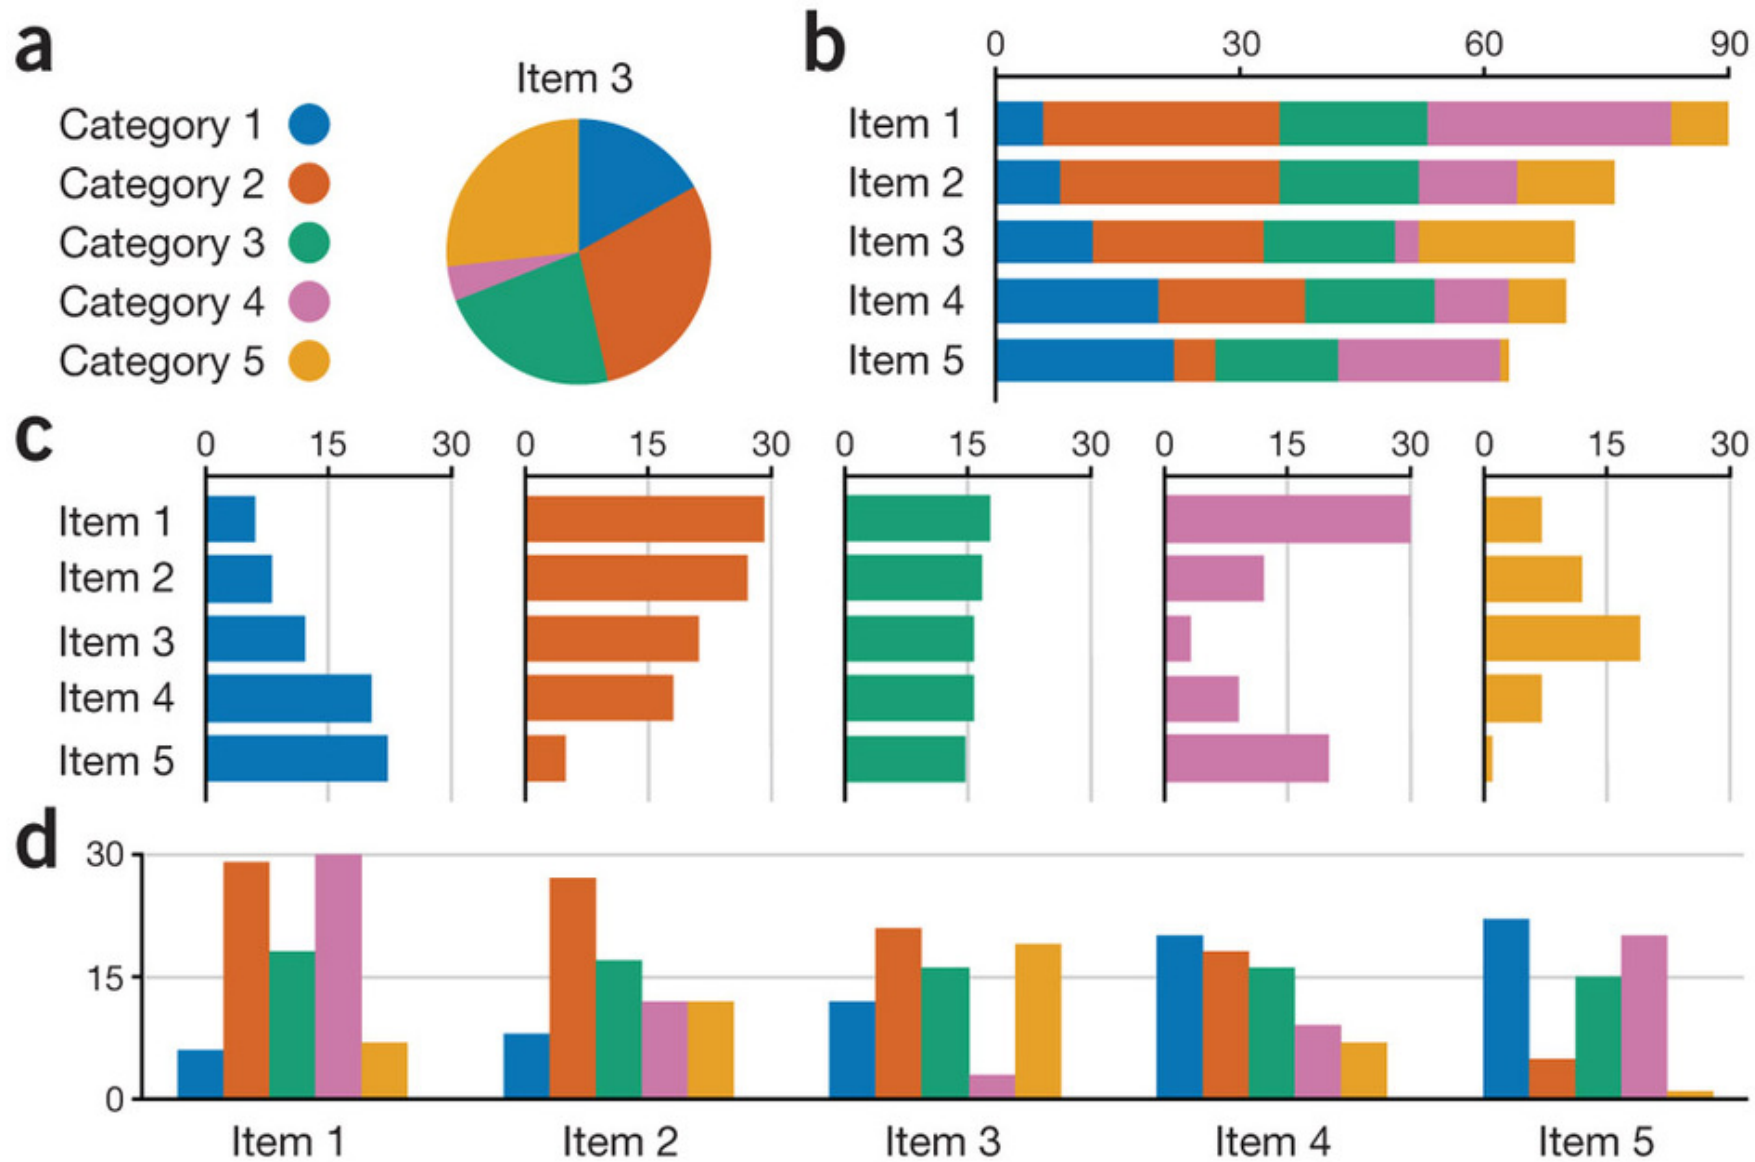 a
Item 3
Category 1
Category 2
Category 3
Category 4
Category 5
b
0 30 60 90
Item 1
Item 2
Item 3
Item 4
Item 5
c
0 15 30 0 15 30 0 15 30 0 15 30 0 15 30
Item 1
Item 2
Item 3
Item 4
Item 5
d
30
15
0
Item 1 Item 2 Item 3 Item 4 Item 5